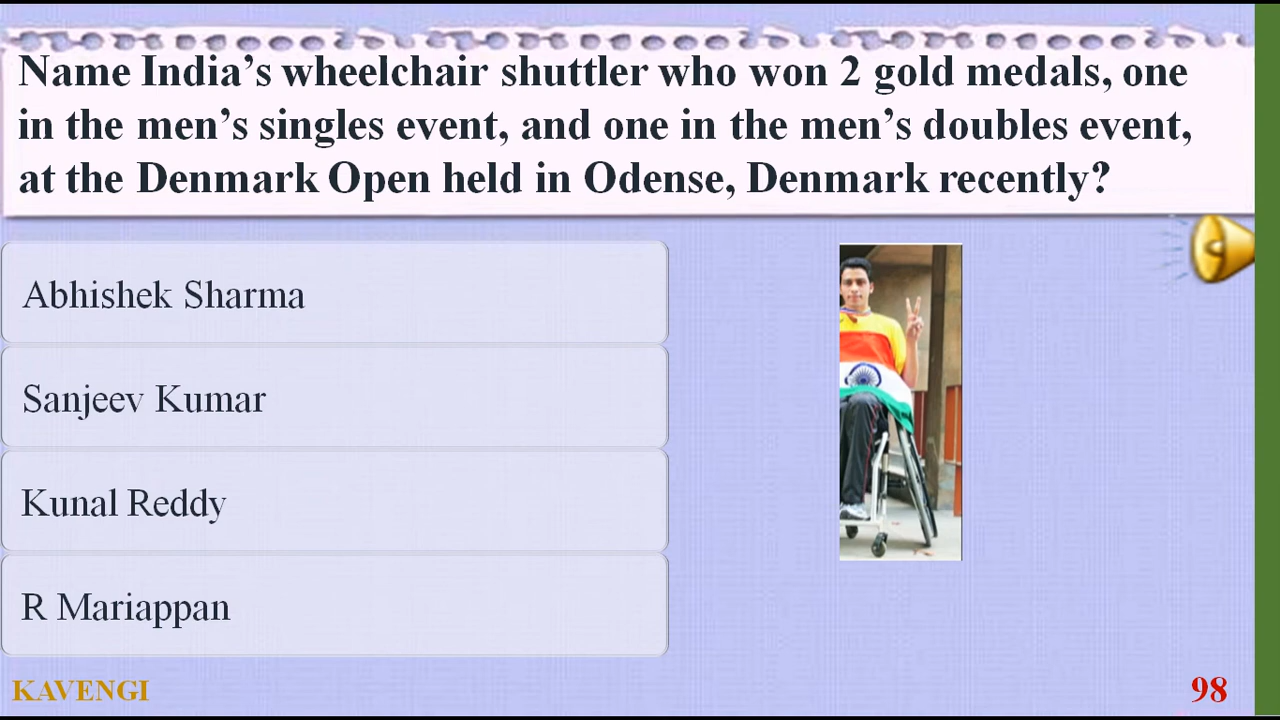 Name India’s wheelchair shuttler who won 2 gold medals, one
in the men’s singles event, and one in the men’s doubles event,
at the Denmark Open held in Odense, Denmark recently?
Abhishek Sharma
Sanjeev Kumar
Kunal Reddy
R Mariappan
KAVENGI
98